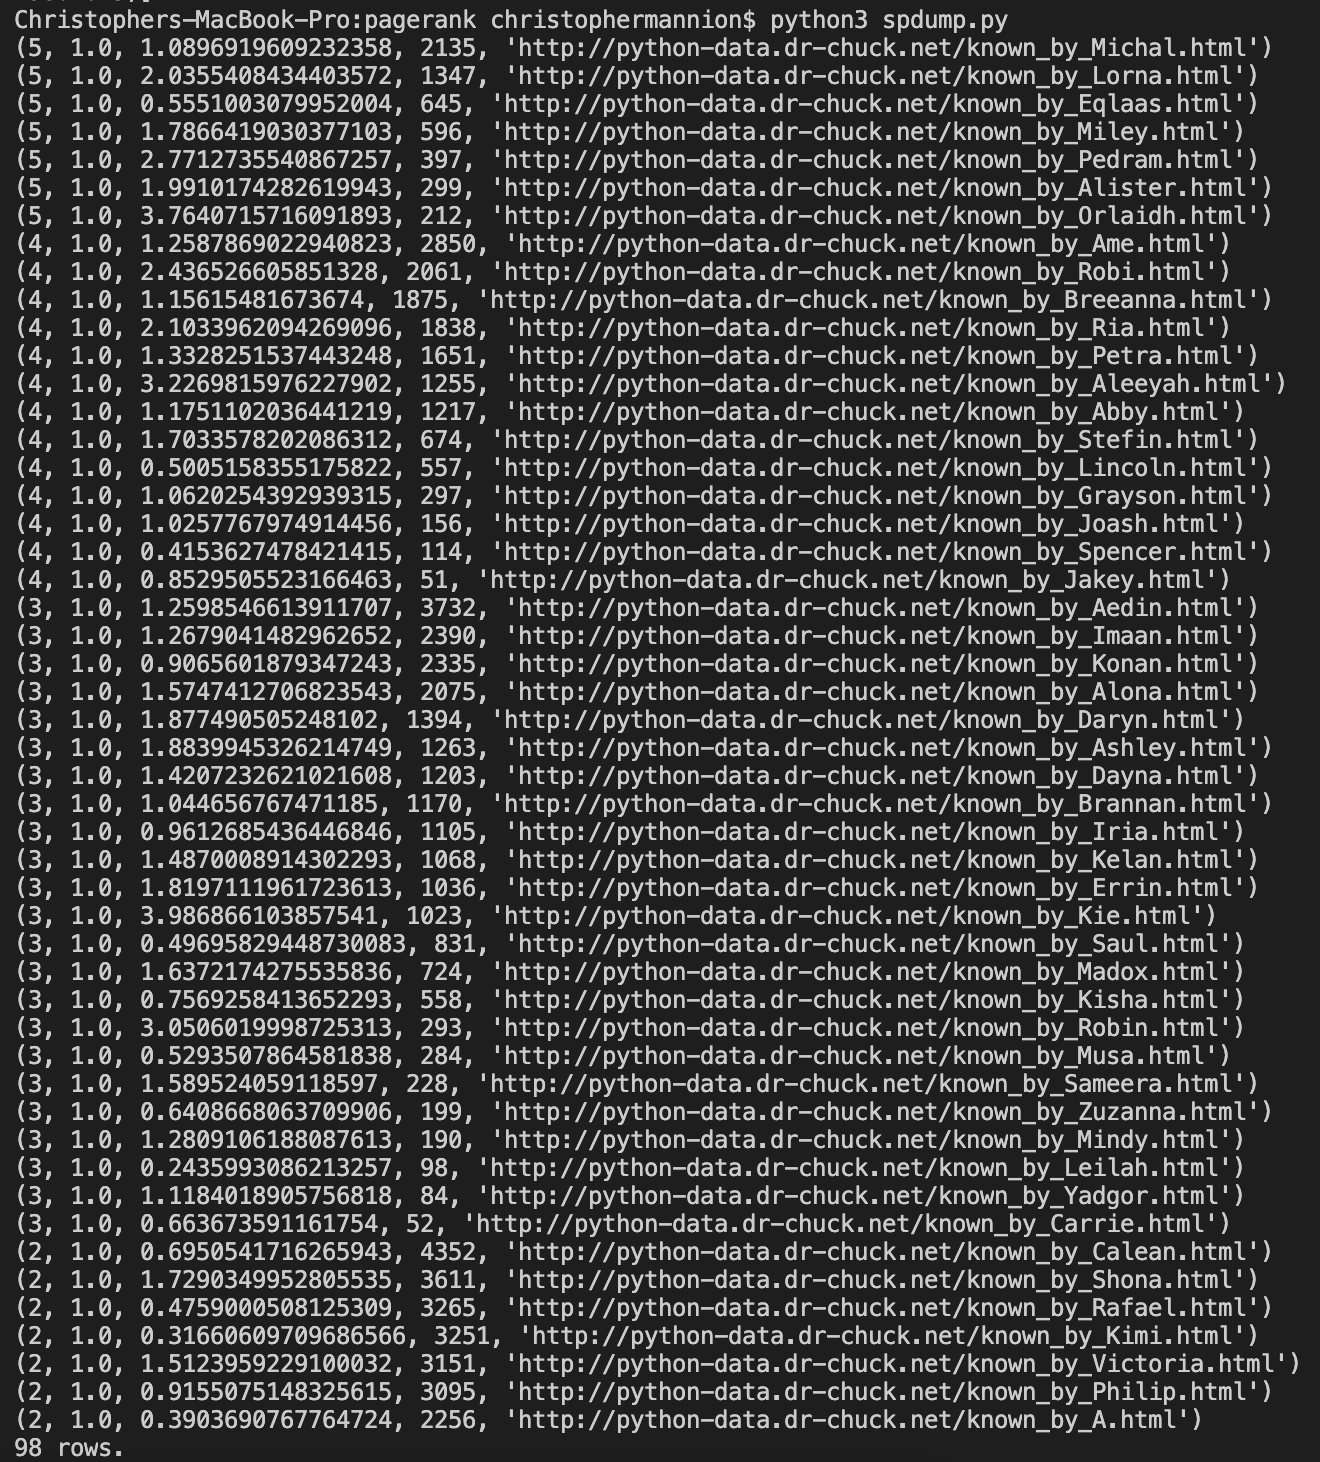 Christophers-MacBook-Pro:pagerank christophermannion$ python3 spdump.py
(5, 1.0, 1.0896919609232358, 2135, 'http://python-data.dr-chuck.net/known_by_Michal.html')
(5, 1.0, 2.0355408434403572, 1347, 'http://python-data.dr-chuck.net/known_by_Lorna.html')
(5, 1.0, 0.5551003079952004, 645, 'http://python-data.dr-chuck.net/known_by_Eqlaas.html')
(5, 1.0, 1.7866419030377103, 596, 'http://python-data.dr-chuck.net/known_by_Miley.html')
(5, 1.0, 2.7712735540867257, 397, 'http://python-data.dr-chuck.net/known_by_Pedram.html')
(5, 1.0, 1.9910174282619943, 299, 'http://python-data.dr-chuck.net/known_by_Alister.html')
(5, 1.0, 3.7640715716091893, 212, 'http://python-data.dr-chuck.net/known_by_Orlaidh.html')
(4, 1.0, 1.2587869022940823, 2850, 'http://python-data.dr-chuck.net/known_by_Ame.html')
(4, 1.0, 2.436526605851328, 2061, 'http://python-data.dr-chuck.net/known_by_Robi.html')
(4, 1.0, 1.15615481673674, 1875, 'http://python-data.dr-chuck.net/known_by_Breeanna.html')
(4, 1.0, 2.1033962094269096, 1838, 'http://python-data.dr-chuck.net/known_by_Ria.html')
(4, 1.0, 1.3328251537443248, 1651, 'http://python-data.dr-chuck.net/known_by_Petra.html')
(4, 1.0, 3.2269815976227902, 1255, 'http://python-data.dr-chuck.net/known_by_Aleeyah.html')
(4, 1.0, 1.1751102036441219, 1217, 'http://python-data.dr-chuck.net/known_by_Abby.html')
(4, 1.0, 1.7033578202086312, 674, 'http://python-data.dr-chuck.net/known_by_Stefin.html')
(4, 1.0, 0.5005158355175822, 557, 'http://python-data.dr-chuck.net/known_by_Lincoln.html')
(4, 1.0, 1.0620254392939315, 297, 'http://python-data.dr-chuck.net/known_by_Grayson.html')
(4, 1.0, 1.0257767974914456, 156, 'http://python-data.dr-chuck.net/known_by_Joash.html')
(4, 1.0, 0.4153627478421415, 114, 'http://python-data.dr-chuck.net/known_by_Spencer.html')
(4, 1.0, 0.8529505523166463, 51, 'http://python-data.dr-chuck.net/known_by_Jakey.html')
(3, 1.0, 1.2598546613911707, 3732, 'http://python-data.dr-chuck.net/known_by_Aedin.html')
(3, 1.0, 1.2679041482962652, 2390, 'http://python-data.dr-chuck.net/known_by_Imaan.html')
(3, 1.0, 0.9065601879347243, 2335, 'http://python-data.dr-chuck.net/known_by_Konan.html')
(3, 1.0, 1.5747412706823543, 2075, 'http://python-data.dr-chuck.net/known_by_Alona.html')
(3, 1.0, 1.877490505248102, 1394, 'http://python-data.dr-chuck.net/known_by_Daryn.html')
(3, 1.0, 1.8839945326214749, 1263, 'http://python-data.dr-chuck.net/known_by_Ashley.html')
(3, 1.0, 1.4207232621021608, 1203, 'http://python-data.dr-chuck.net/known_by_Dayna.html')
(3, 1.0, 1.044656767471185, 1170, 'http://python-data.dr-chuck.net/known_by_Brannan.html')
(3, 1.0, 0.9612685436446846, 1105, 'http://python-data.dr-chuck.net/known_by_Iria.html')
(3, 1.0, 1.4870008914302293, 1068, 'http://python-data.dr-chuck.net/known_by_Kelan.html')
(3, 1.0, 1.8197111961723613, 1036, 'http://python-data.dr-chuck.net/known_by_Errin.html')
(3, 1.0, 3.986866103857541, 1023, 'http://python-data.dr-chuck.net/known_by_Kie.html')
(3, 1.0, 0.49695829448730083, 831, 'http://python-data.dr-chuck.net/known_by_Saul.html')
(3, 1.0, 1.6372174275535836, 724, 'http://python-data.dr-chuck.net/known_by_Madox.html')
(3, 1.0, 0.7569258413652293, 558, 'http://python-data.dr-chuck.net/known_by_Kisha.html')
(3, 1.0, 3.0506019998725313, 293, 'http://python-data.dr-chuck.net/known_by_Robin.html')
(3, 1.0, 0.5293507864581838, 284, 'http://python-data.dr-chuck.net/known_by_Musa.html')
(3, 1.0, 1.589524059118597, 228, 'http://python-data.dr-chuck.net/known_by_Sameera.html')
(3, 1.0, 0.6408668063709906, 199, 'http://python-data.dr-chuck.net/known_by_Zuzanna.html')
(3, 1.0, 1.2809106188087613, 190, 'http://python-data.dr-chuck.net/known_by_Mindy.html')
(3, 1.0, 0.24359930862​13257, 98, 'http://python-data.dr-chuck.net/known_by_Leilah.html')
(3, 1.0, 1.1184018905756818, 84, 'http://python-data.dr-chuck.net/known_by_Yadgor.html')
(3, 1.0, 0.663673591161754, 52, 'http://python-data.dr-chuck.net/known_by_Carrie.html')
(2, 1.0, 0.6950541716265943, 4352, 'http://python-data.dr-chuck.net/known_by_Calean.html')
(2, 1.0, 1.7290349952805535, 3611, 'http://python-data.dr-chuck.net/known_by_Shona.html')
(2, 1.0, 0.4759000508125309, 3265, 'http://python-data.dr-chuck.net/known_by_Rafael.html')
(2, 1.0, 0.31660609709686566, 3251, 'http://python-data.dr-chuck.net/known_by_Kimi.html')
(2, 1.0, 1.5123959229100032, 3151, 'http://python-data.dr-chuck.net/known_by_Victoria.html')
(2, 1.0, 0.9155075148325615, 3095, 'http://python-data.dr-chuck.net/known_by_Philip.html')
(2, 1.0, 0.3903690767764724, 2256, 'http://python-data.dr-chuck.net/known_by_A.html')
98 rows.